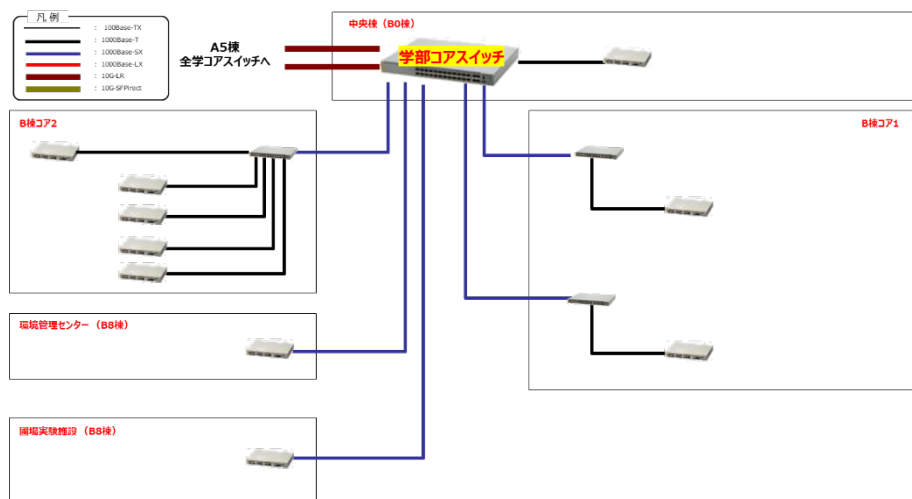 凡例
: 100Base-TX
: 1000Base-T
: 1000Base-SX
: 1000Base-LX
: 10G-LR
: 10G-SFPirect
A5棟
全学コアスイッチへ
中央棟（B0棟）
学部コアスイッチ
B棟コア2
B棟コア1
環境管理センター（B8棟）
圃場実験施設（B8棟）